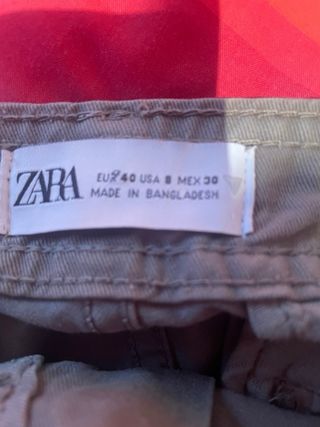 ZARA
EUR 40 USA 8 MEX 30
MADE IN BANGLADESH